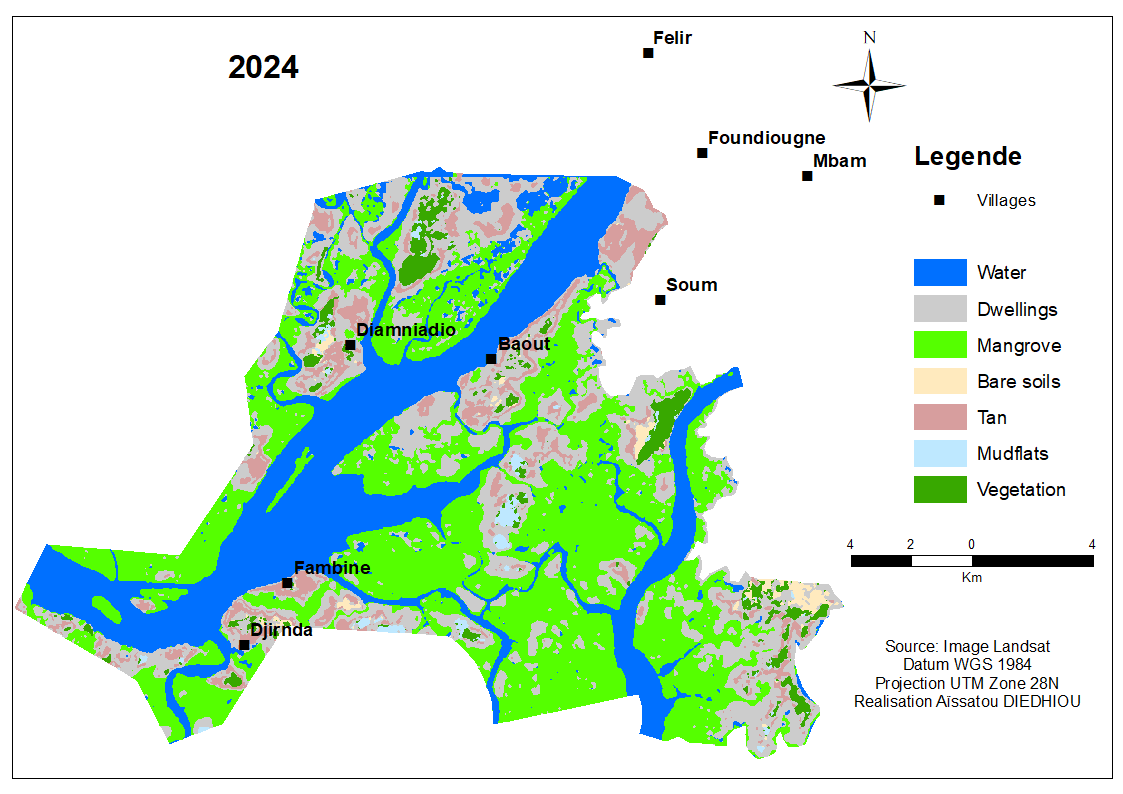 2024
Felir
N
Foundiougne
Mbam
Legende
Villages
Soum
Water
Dwellings
Diamniadio
Baout
Mangrove
Bare soils
Tan
Mudflats
Vegetation
4 2 0 4
Km
Fambine
Djirnda
Source: Image Landsat
Datum WGS 1984
Projection UTM Zone 28N
Realisation Aïssatou DIEDHIOU